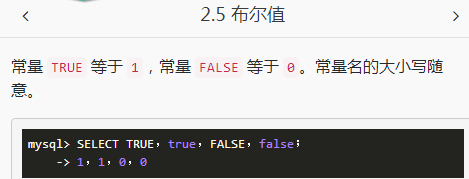 2.5 布尔值
常量 TRUE 等于 1 ，常量 FALSE 等于 0 。常量名的大小写随
意。
mysql> SELECT TRUE，true，FALSE，false；
-> 1，1，0，0